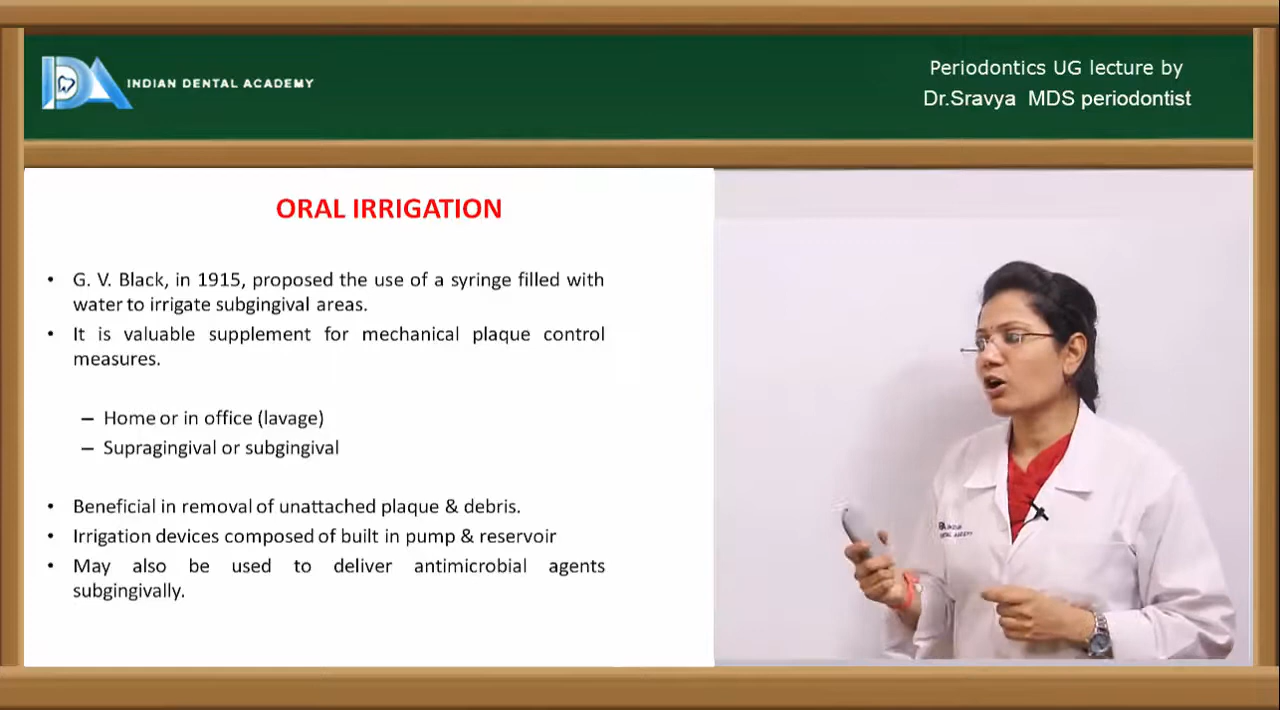 INDIAN DENTAL ACADEMY
Periodontics UG lecture by
Dr.Sravya MDS periodontist
ORAL IRRIGATION
• G. V. Black, in 1915, proposed the use of a syringe filled with
water to irrigate subgingival areas.
• It is valuable supplement for mechanical plaque control
measures.
– Home or in office (lavage)
– Supragingival or subgingival
• Beneficial in removal of unattached plaque & debris.
• Irrigation devices composed of built in pump & reservoir
• May also be used to deliver antimicrobial agents
subgingivally.